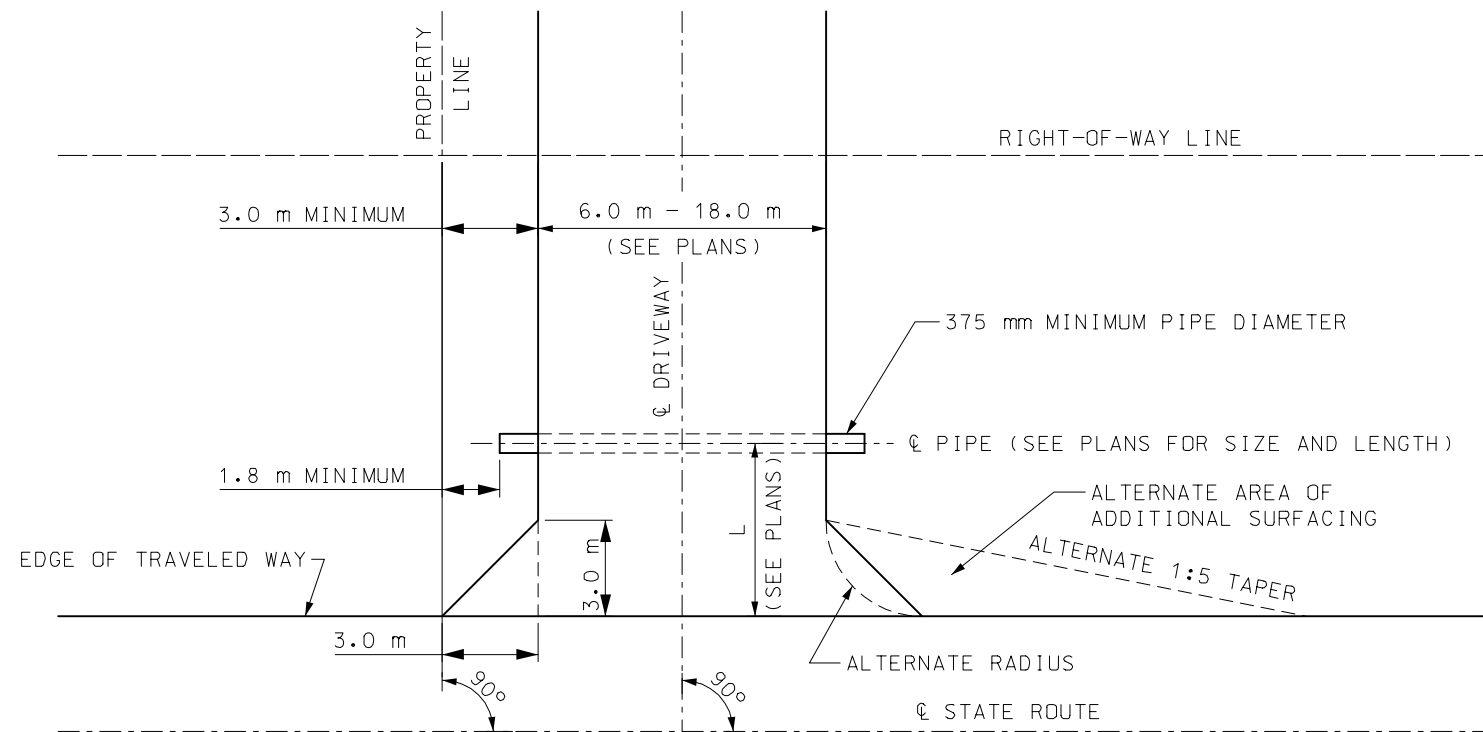 PROPERTY
LINE
RIGHT-OF-WAY LINE
3.0 m MINIMUM
6.0 m - 18.0 m
(SEE PLANS)
℄ DRIVEWAY
375 mm MINIMUM PIPE DIAMETER
℄ PIPE (SEE PLANS FOR SIZE AND LENGTH)
1.8 m MINIMUM
L
(SEE PLANS)
ALTERNATE AREA OF
ADDITIONAL SURFACING
EDGE OF TRAVELED WAY
3.0 m
ALTERNATE 1:5 TAPER
3.0 m
ALTERNATE RADIUS
90°
90°
℄ STATE ROUTE